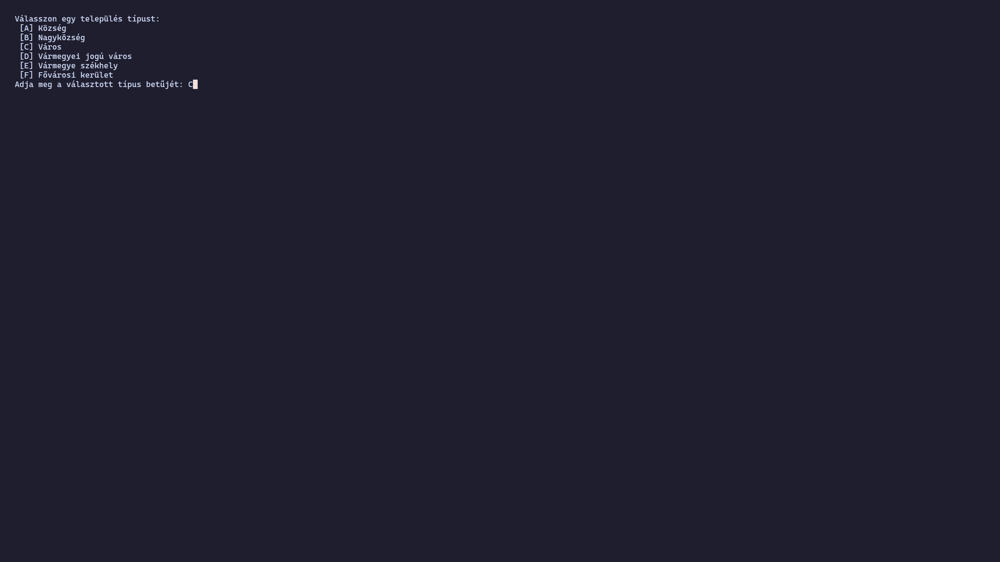 Válasszon egy település típust:
[A] Község
[B] Nagyközség
[C] Város
[D] Vármegyei jogú város
[E] Vármegye székhely
[F] Fővárosi kerület
Adja meg a választott típus betűjét: C